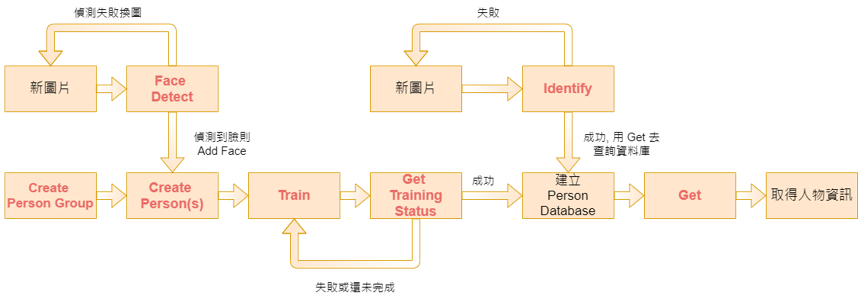 偵測失敗換圖
失敗
新圖片
Face
Detect
新圖片
Identify
偵測到臉則
Add Face
成功, 用 Get 去
查詢資料庫
Create
Person Group
Create
Person(s)
Train
Get
Training
Status
成功
建立
Person
Database
Get
取得人物資訊
失敗或還未完成